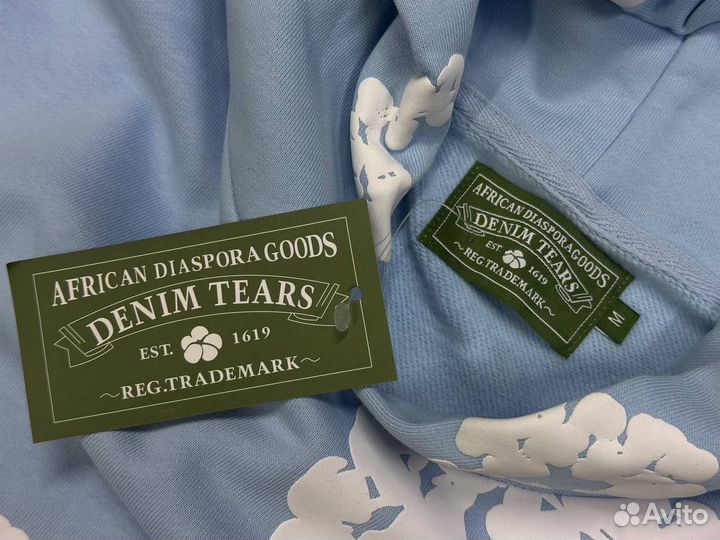 AFRICAN DIASPORA GOODS
DENIM TEARS
EST. 1619
~REG.TRADEMARK~
AFRICAN DIASPORA GOODS
DENIM TEARS
EST 1619
~REG.TRADEMARK~
M
Avito